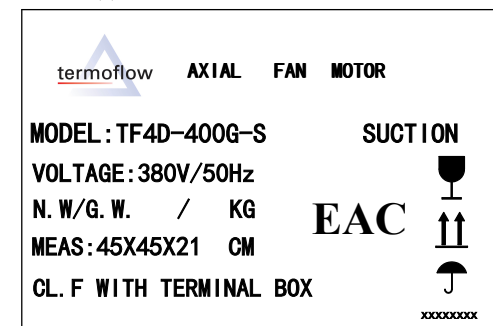 termoflow AXIAL FAN MOTOR
MODEL:TF4D-400G-S SUCTION
VOLTAGE:380V/50Hz
N.W/G.W. / KG
EAC
MEAS:45X45X21 CM
CL.F WITH TERMINAL BOX
xxxxxxxx